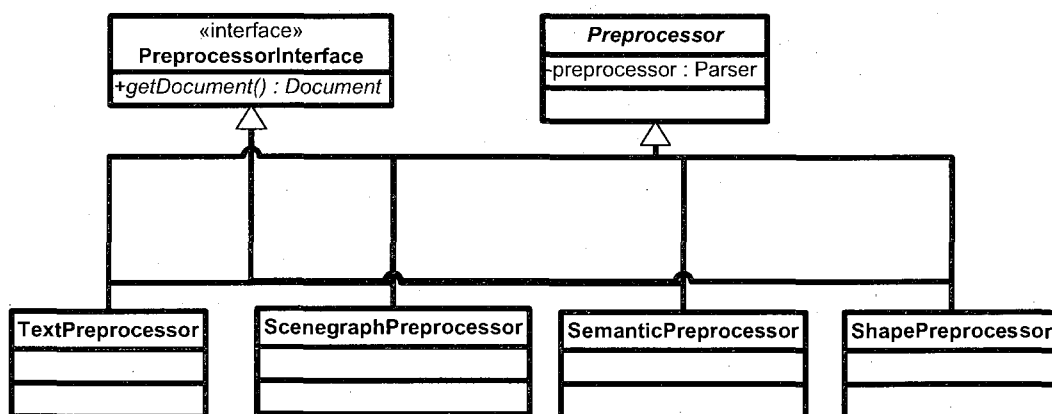 «interface»
PreprocessorInterface
+getDocument() : Document
Preprocessor
-preprocessor : Parser
TextPreprocessor
ScenegraphPreprocessor
SemanticPreprocessor
ShapePreprocessor